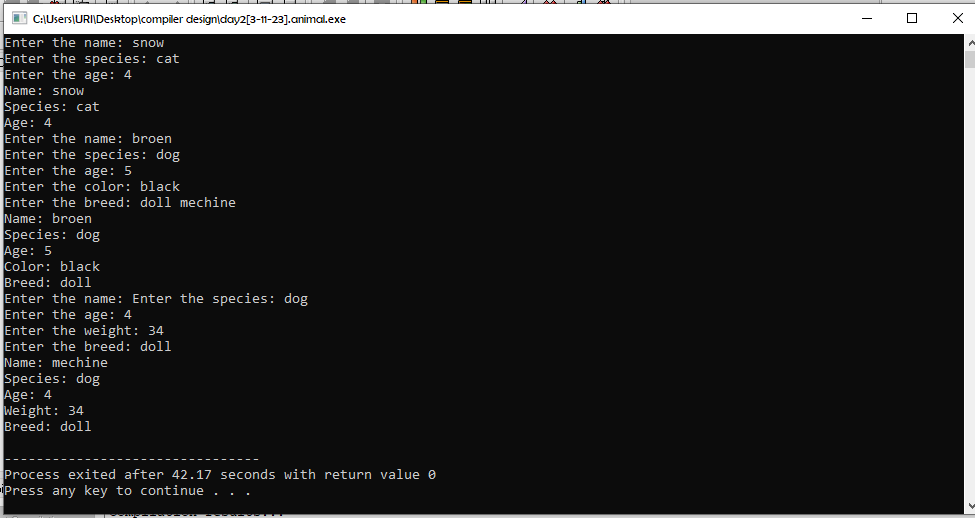 C:\Users\URI\Desktop\compiler design\day2[3-11-23].animal.exe
Enter the name: snow
Enter the species: cat
Enter the age: 4
Name: snow
Species: cat
Age: 4
Enter the name: broen
Enter the species: dog
Enter the age: 5
Enter the color: black
Enter the breed: doll mechine
Name: broen
Species: dog
Age: 5
Color: black
Breed: doll
Enter the name: Enter the species: dog
Enter the age: 4
Enter the weight: 34
Enter the breed: doll
Name: mechine
Species: dog
Age: 4
Weight: 34
Breed: doll
--------------------------------
Process exited after 42.17 seconds with return value 0
Press any key to continue . . .